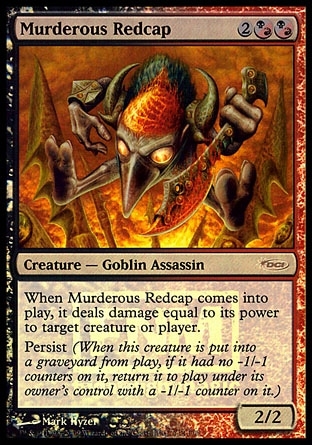 Murderous Redcap 2
Creature — Goblin Assassin DCI
When Murderous Redcap comes into
play, it deals damage equal to its power
to target creature or player.
Persist (When this creature is put into
a graveyard from play, if it had no -1/-1
counters on it, return it to play under its
owner's control with a -1/-1 counter on it.)
Mark Hyzer
2/2